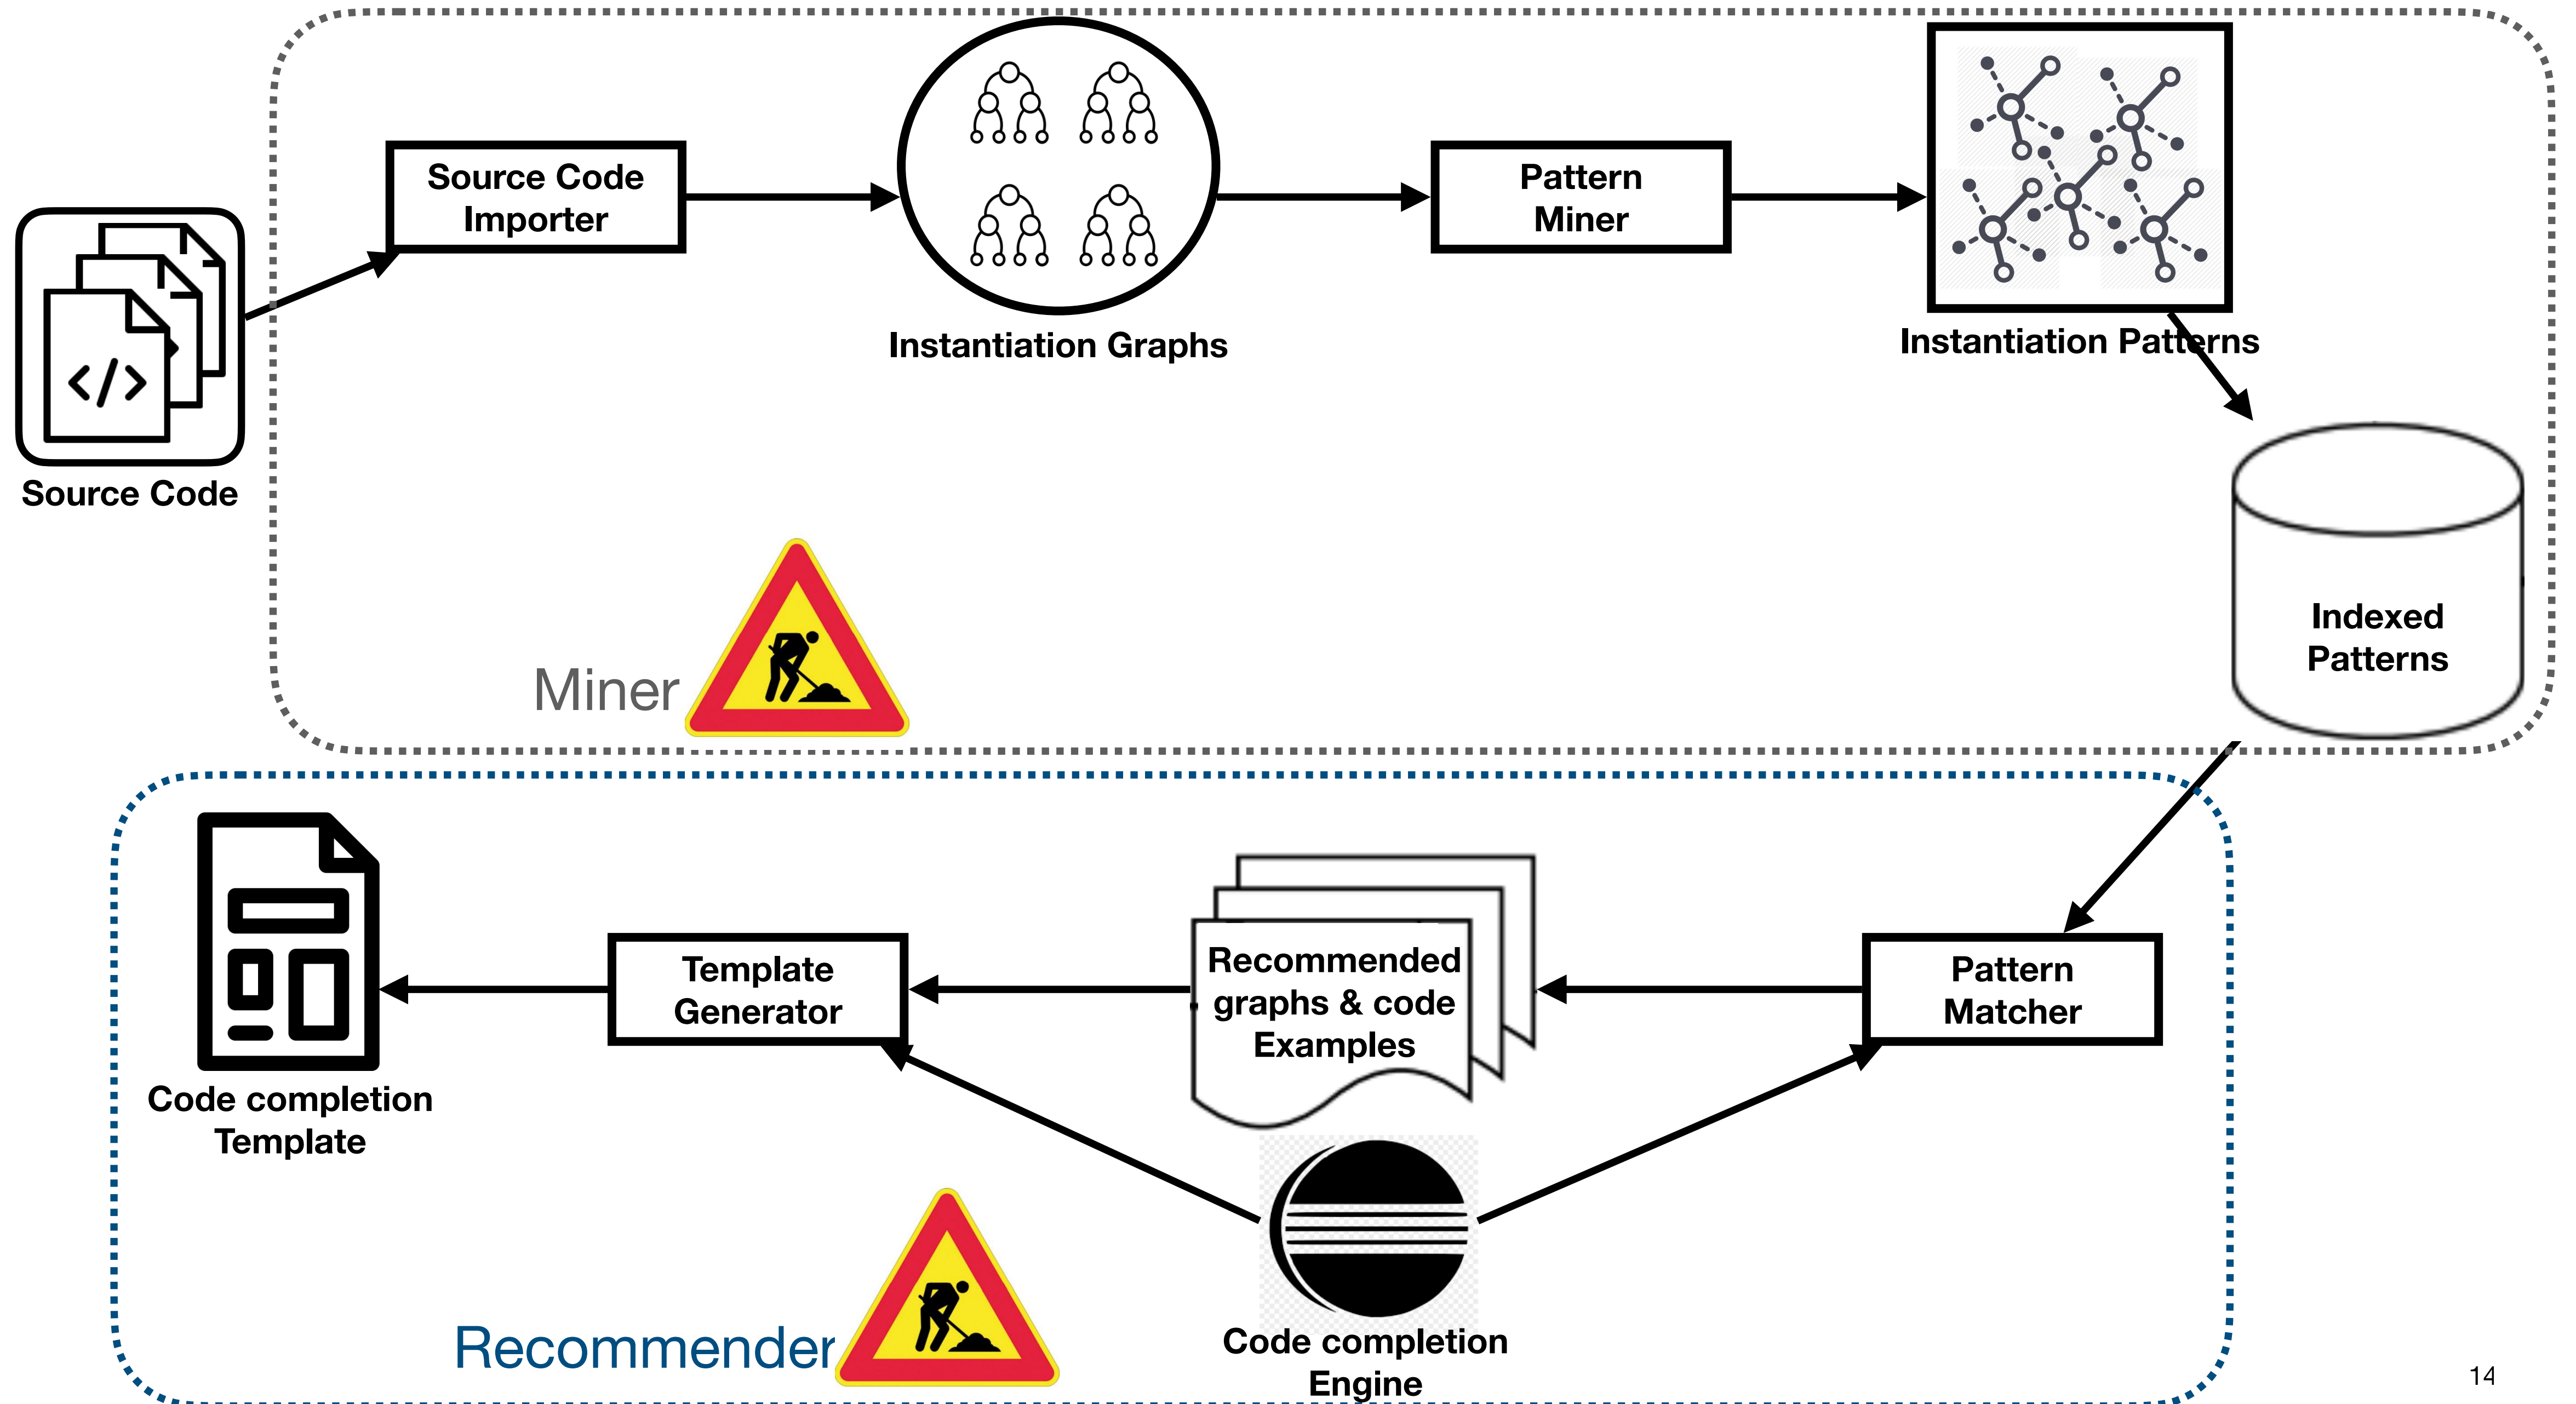 Source Code
Importer
Pattern
Miner
Instantiation Graphs
Instantiation Patterns
</>
Source Code
Indexed
Patterns
Miner
Recommended
graphs & code
Examples
Template
Generator
Pattern
Matcher
Code completion
Template
Recommender
Code completion
Engine
14